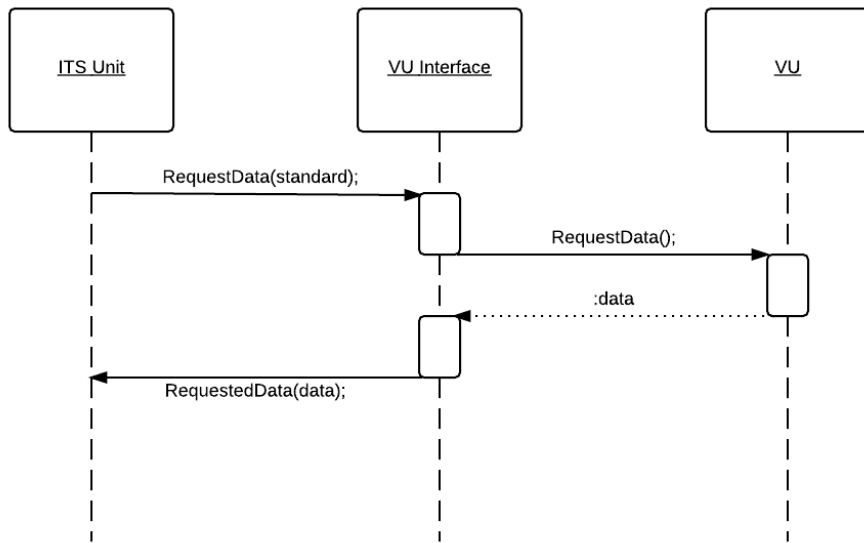 ITS Unit
VU Interface
VU
RequestData(standard);
RequestData();
:data
RequestedData(data);